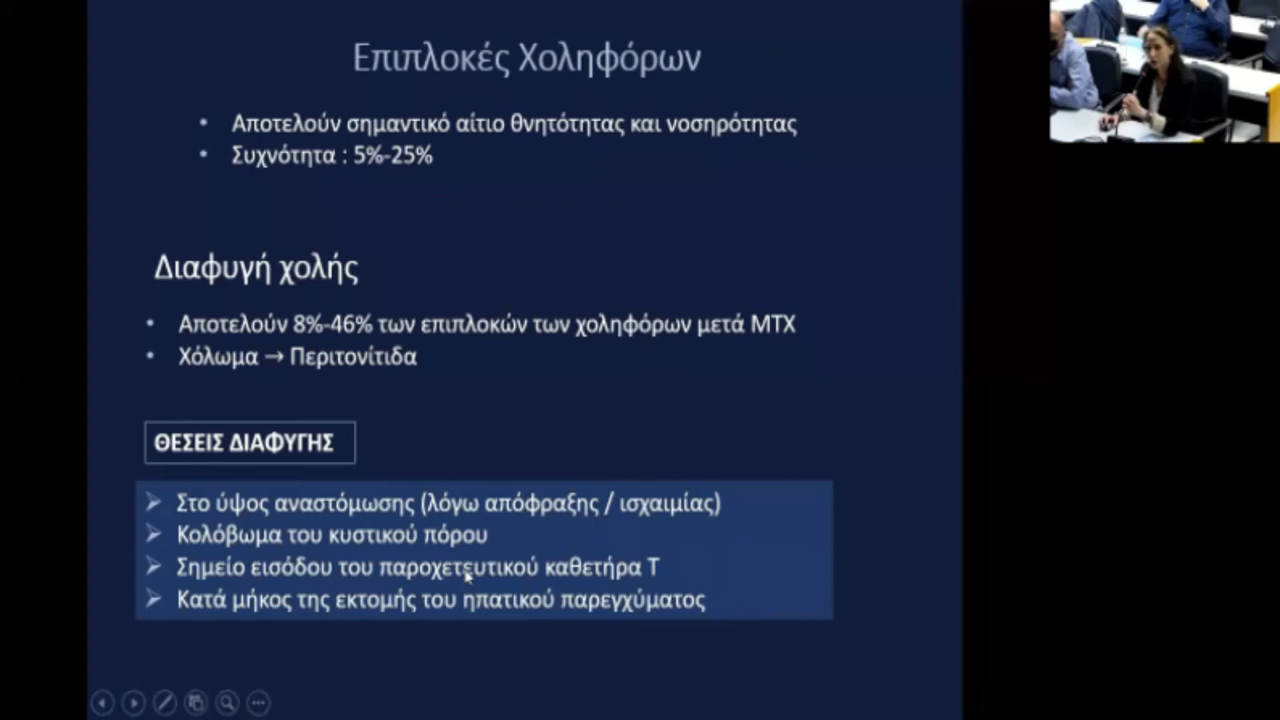 Επιπλοκές Χοληφόρων
• Αποτελούν σημαντικό αίτιο θνητότητας και νοσηρότητας
• Συχνότητα : 5%-25%
Διαφυγή χολής
• Αποτελούν 8%-46% των επιπλοκών των χοληφόρων μετά ΜΤΧ
• Χόλωμα → Περιτονίτιδα
ΘΕΣΕΙΣ ΔΙΑΦΥΓΗΣ
➢ Στο ύψος αναστόμωσης (λόγω απόφραξης / ισχαιμίας)
➢ Κολόβωμα του κυστικού πόρου
➢ Σημείο εισόδου του παροχετευτικού καθετήρα Τ
➢ Κατά μήκος της εκτομής του ηπατικού παρεγχύματος